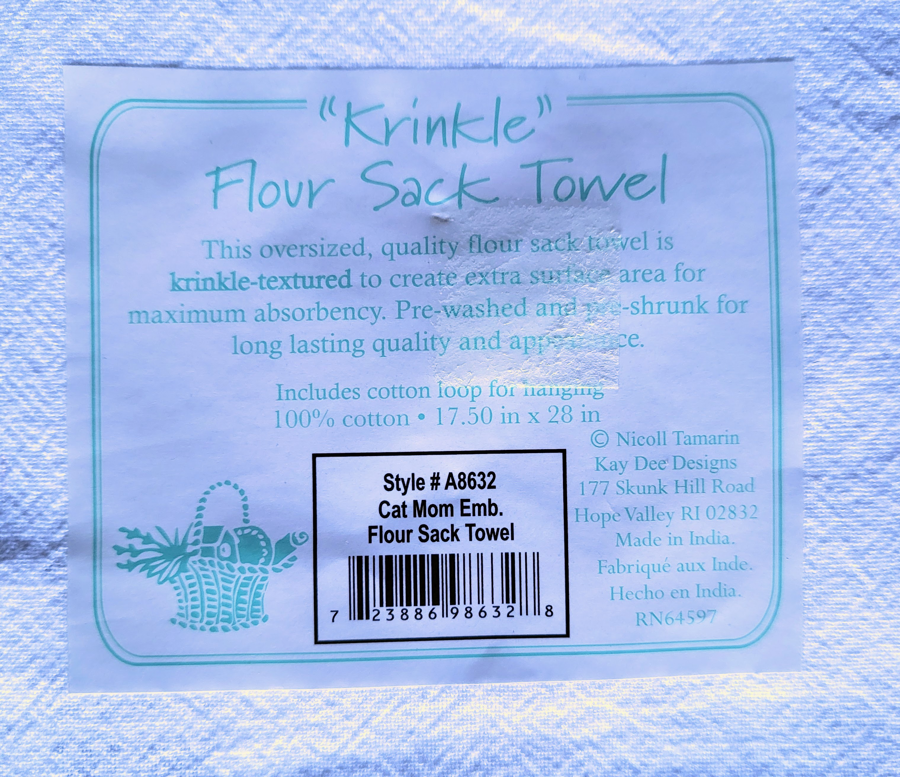 “Krinkle”
Flour Sack Towel
This oversized, quality flour sack towel is
krinkle-textured to create extra surface area for
maximum absorbency. Pre-washed and pre-shrunk for
long lasting quality and appearance.
Includes cotton loop for hanging
100% cotton • 17.50 in x 28 in
© Nicoll Tamarin
Kay Dee Designs
177 Skunk Hill Road
Hope Valley RI 02832
Made in India.
Fabriqué aux Inde.
Hecho en India.
RN64597
Style # A8632
Cat Mom Emb.
Flour Sack Towel
7 23886 98632 8